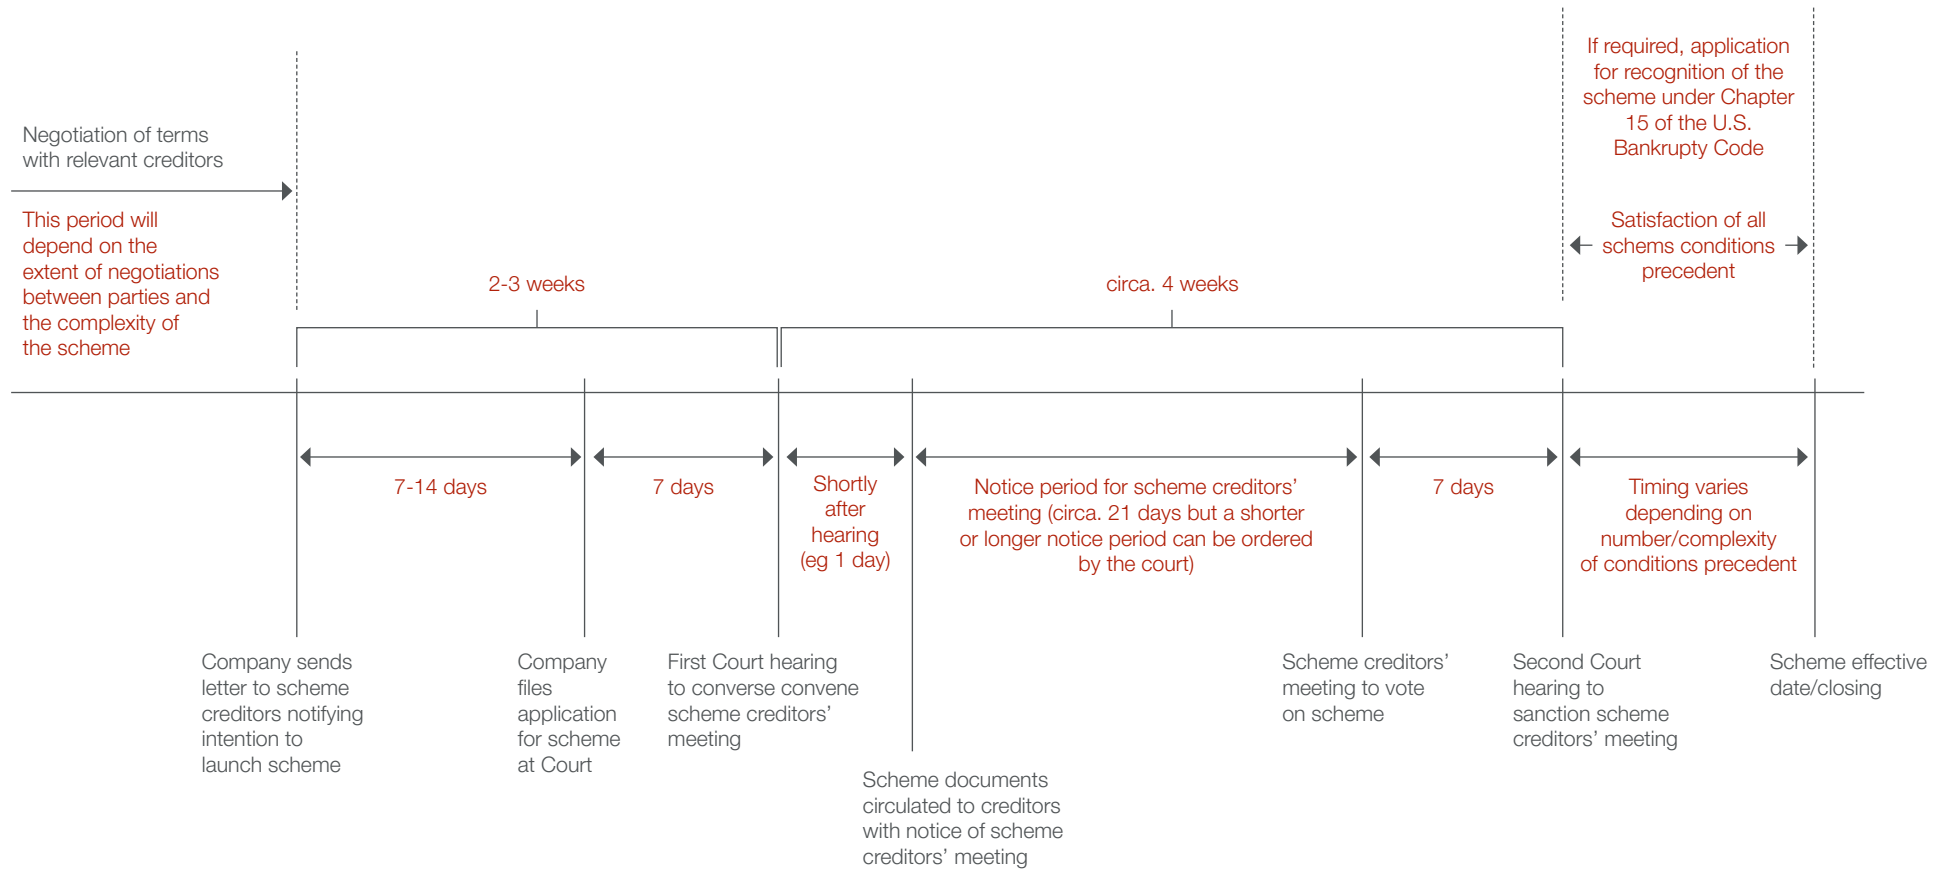 Negotiation of terms
with relevant creditors
This period will
depend on the
extent of negotiations
between parties and
the complexity of
the scheme
2-3 weeks
circa. 4 weeks
If required, application
for recognition of the
scheme under Chapter
15 of the U.S.
Bankrupty Code
Satisfaction of all
schems conditions
precedent
7-14 days
7 days
Shortly
after
hearing
(eg 1 day)
Notice period for scheme creditors’
meeting (circa. 21 days but a shorter
or longer notice period can be ordered
by the court)
7 days
Timing varies
depending on
number/complexity
of conditions precedent
Company sends
letter to scheme
creditors notifying
intention to
launch scheme
Company
files
application
for scheme
at Court
First Court hearing
to converse convene
scheme creditors’
meeting
Scheme documents
circulated to creditors
with notice of scheme
creditors’ meeting
Scheme creditors’
meeting to vote
on scheme
Second Court
hearing to
sanction scheme
creditors’ meeting
Scheme effective
date/closing